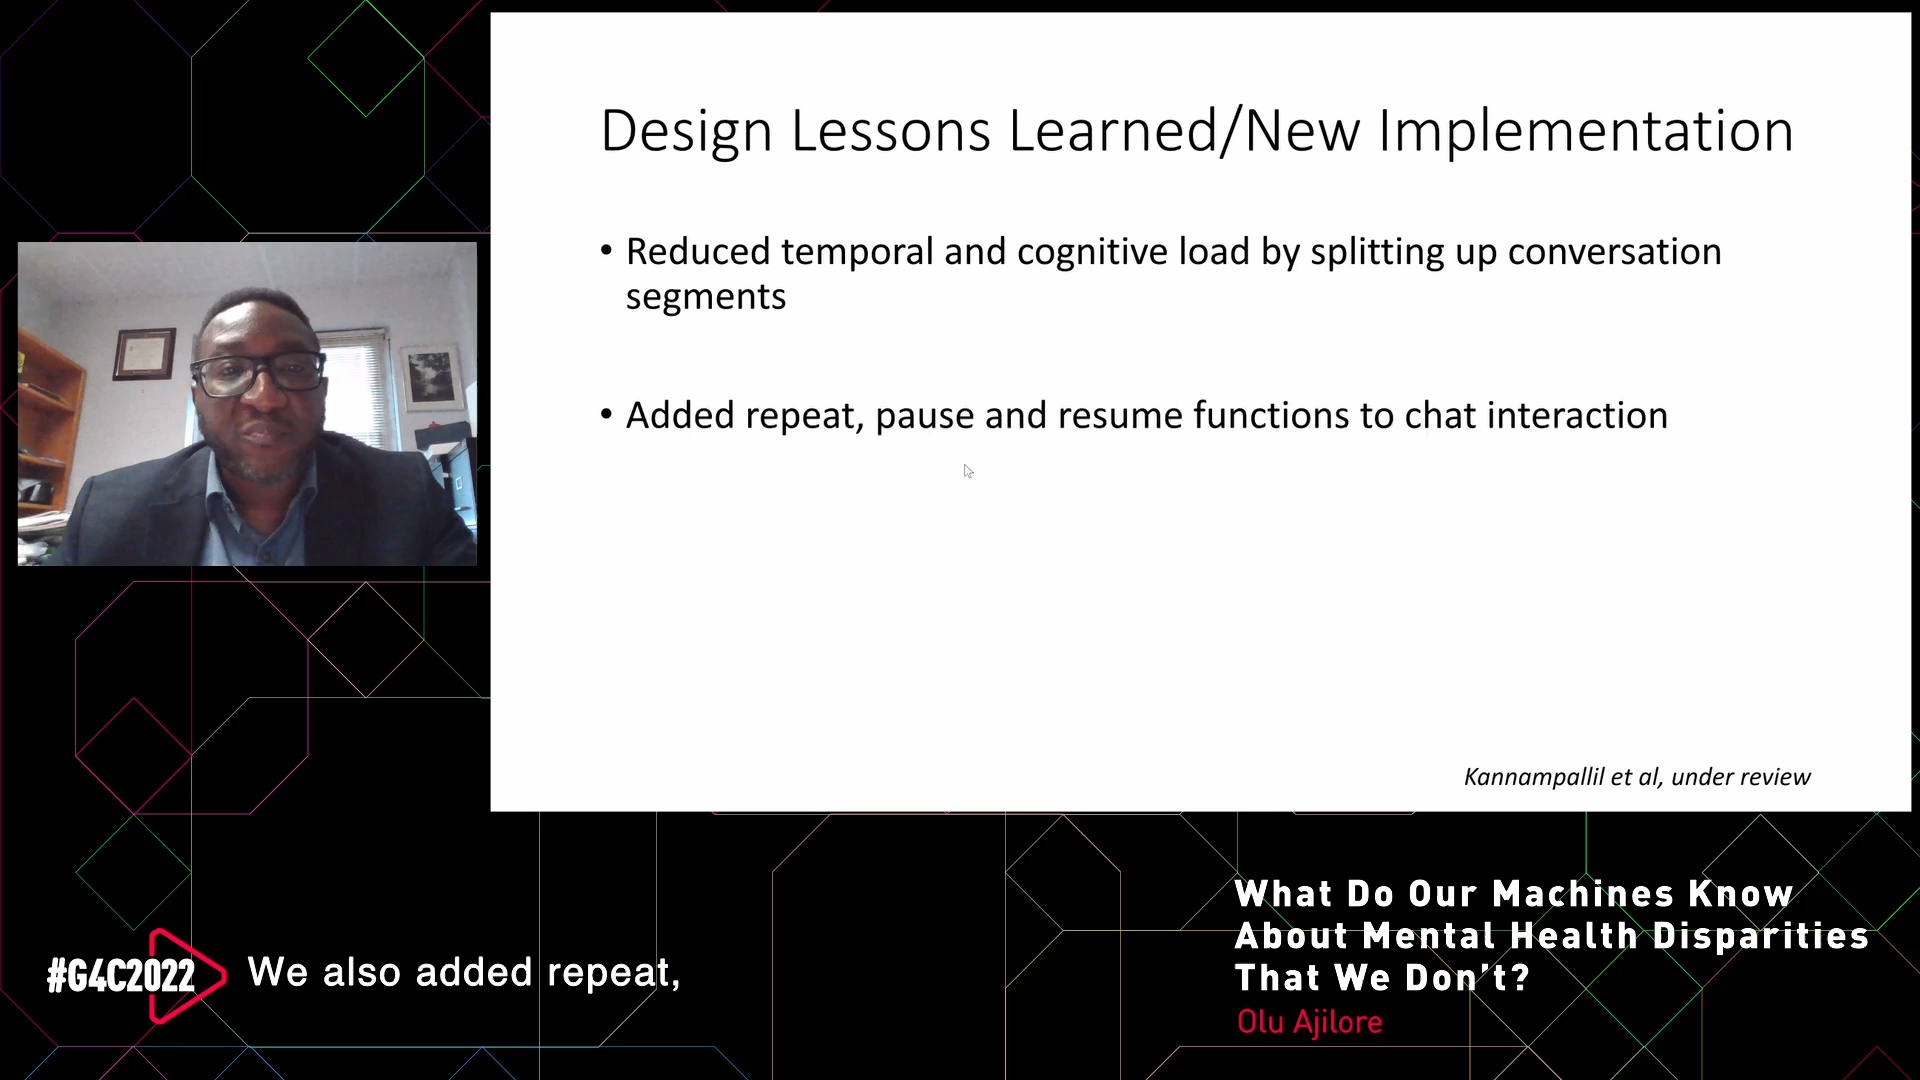 Design Lessons Learned/New Implementation
• Reduced temporal and cognitive load by splitting up conversation
segments
• Added repeat, pause and resume functions to chat interaction
Kannampallil et al, under review
#G4C2022
We also added repeat,
What Do Our Machines Know
About Mental Health Disparities
That We Don't?
Olu Ajilore